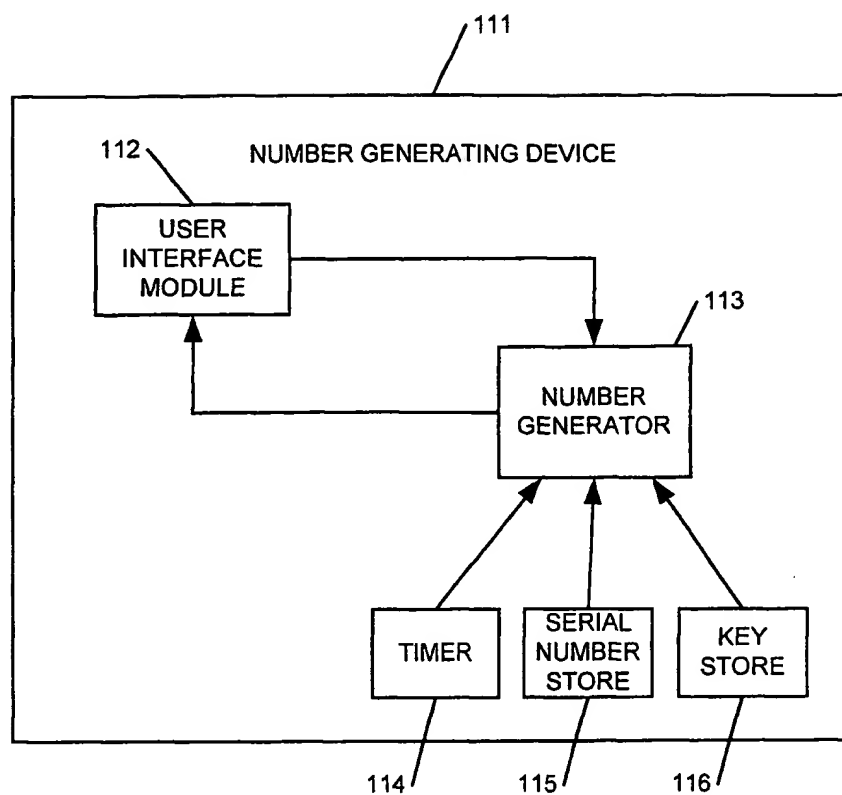 111
112
NUMBER GENERATING DEVICE
USER
INTERFACE
MODULE
113
NUMBER
GENERATOR
TIMER
SERIAL
NUMBER
STORE
KEY
STORE
114
115
116